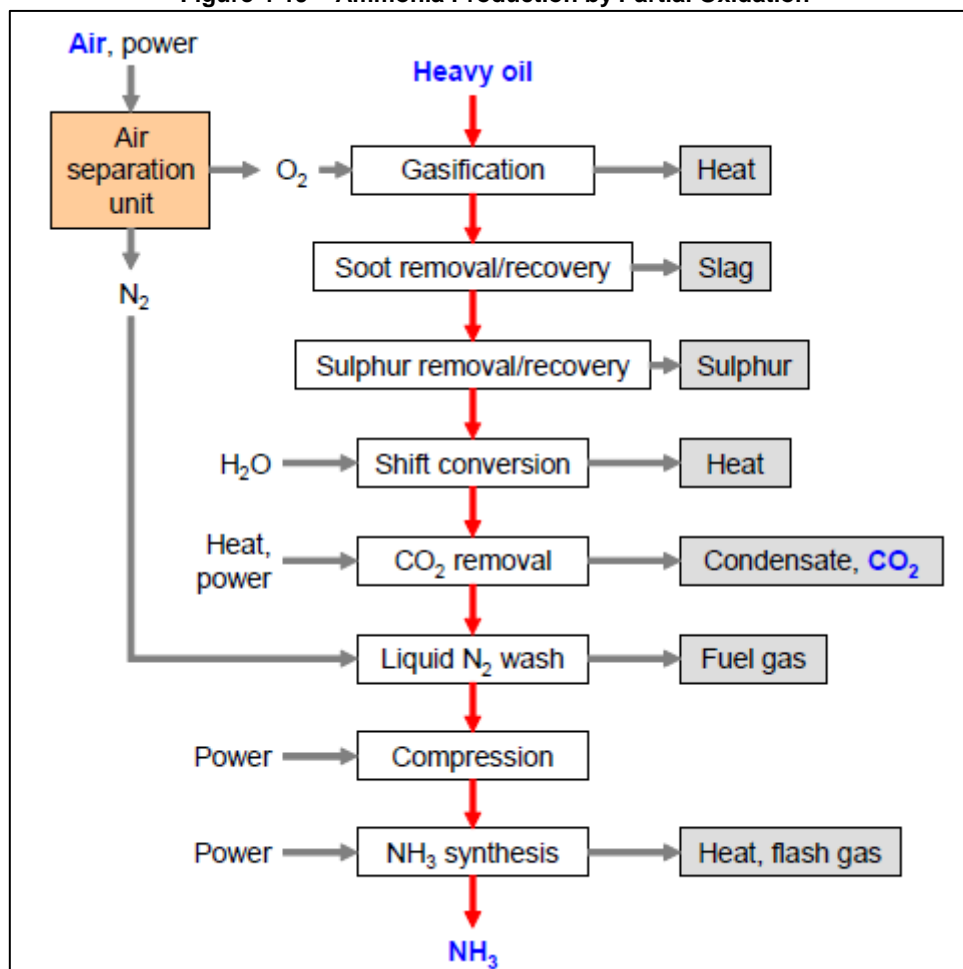 Air, power
Heavy oil
Air
separation
unit
O₂
Gasification
Heat
Soot removal/recovery
Slag
N₂
Sulphur removal/recovery
Sulphur
H₂O
Shift conversion
Heat
Heat,
power
CO₂ removal
Condensate, CO₂
Liquid N₂ wash
Fuel gas
Power
Compression
Power
NH₃ synthesis
Heat, flash gas
NH₃